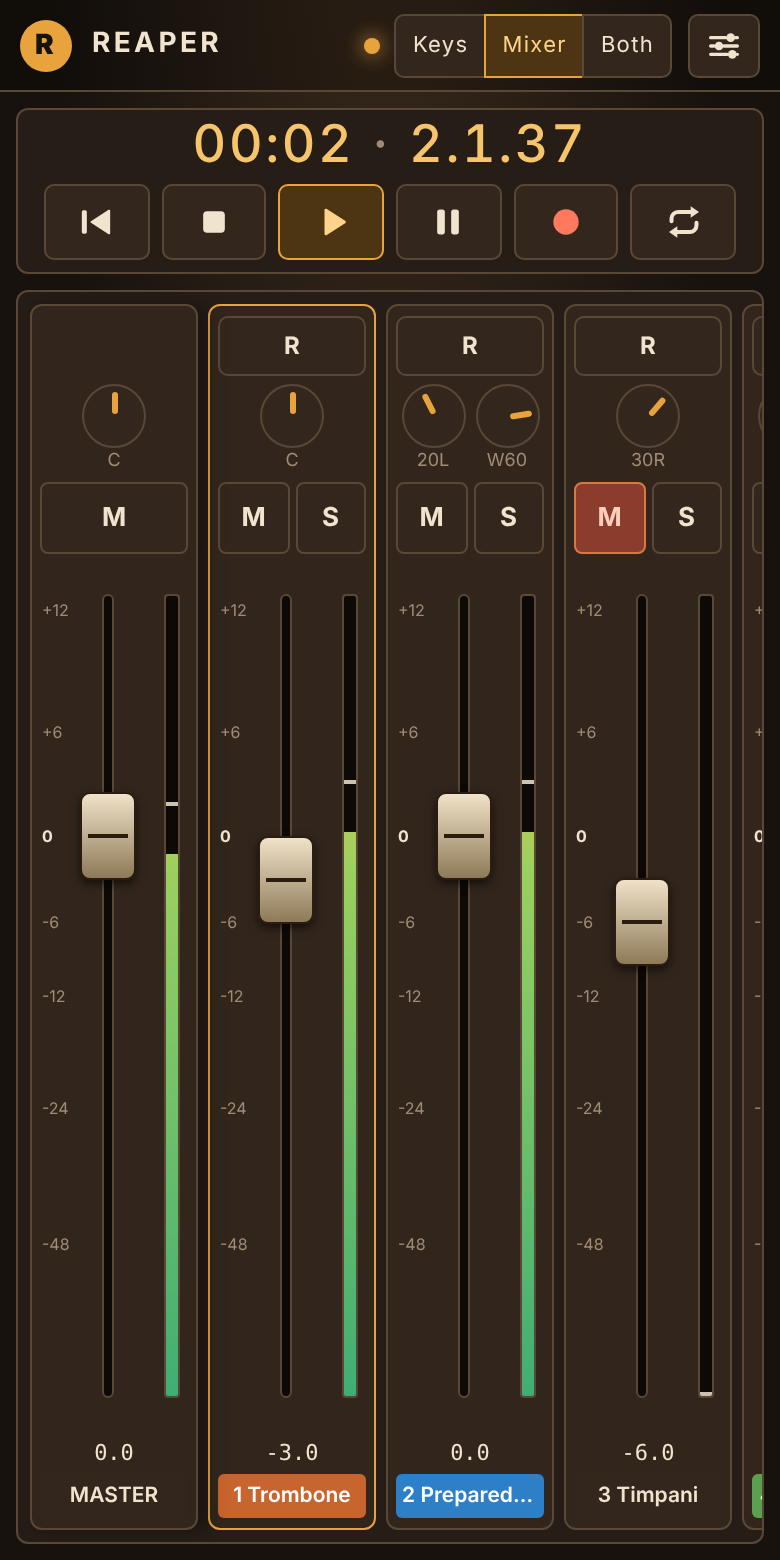 R REAPER Keys Mixer Both
00:02 · 2.1.37
R R R
C C 20L W60 30R
M M S M S M S
+12 +12 +12 +12
+6 +6 +6 +6
0 0 0 0
-6 -6 -6 -6
-12 -12 -12 -12
-24 -24 -24 -24
-48 -48 -48 -48
0.0 -3.0 0.0 -6.0
MASTER 1 Trombone 2 Prepared... 3 Timpani